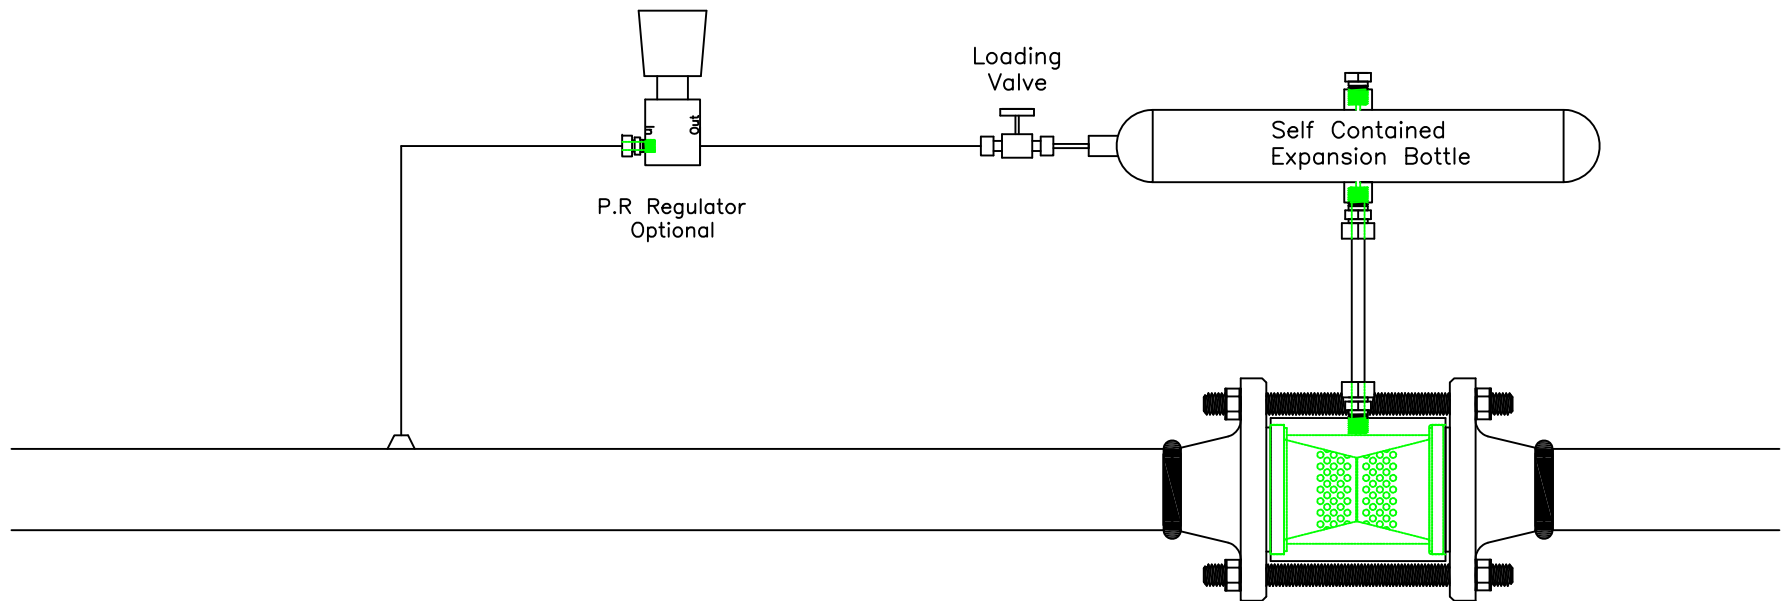 Loading
Valve
In
Out
Self Contained
Expansion Bottle
P.R Regulator
Optional